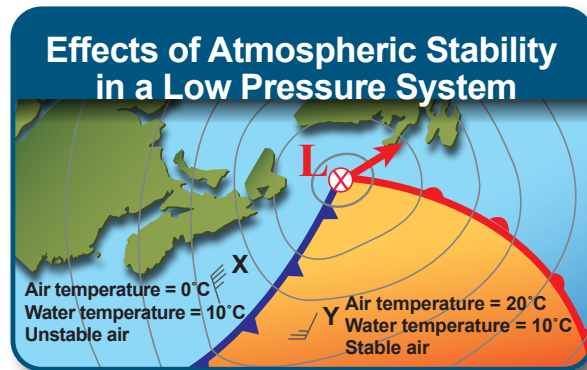 Effects of Atmospheric Stability
in a Low Pressure System
L
X
Air temperature = 0˚C
Water temperature = 10˚C
Unstable air
Y
Air temperature = 20˚C
Water temperature = 10˚C
Stable air